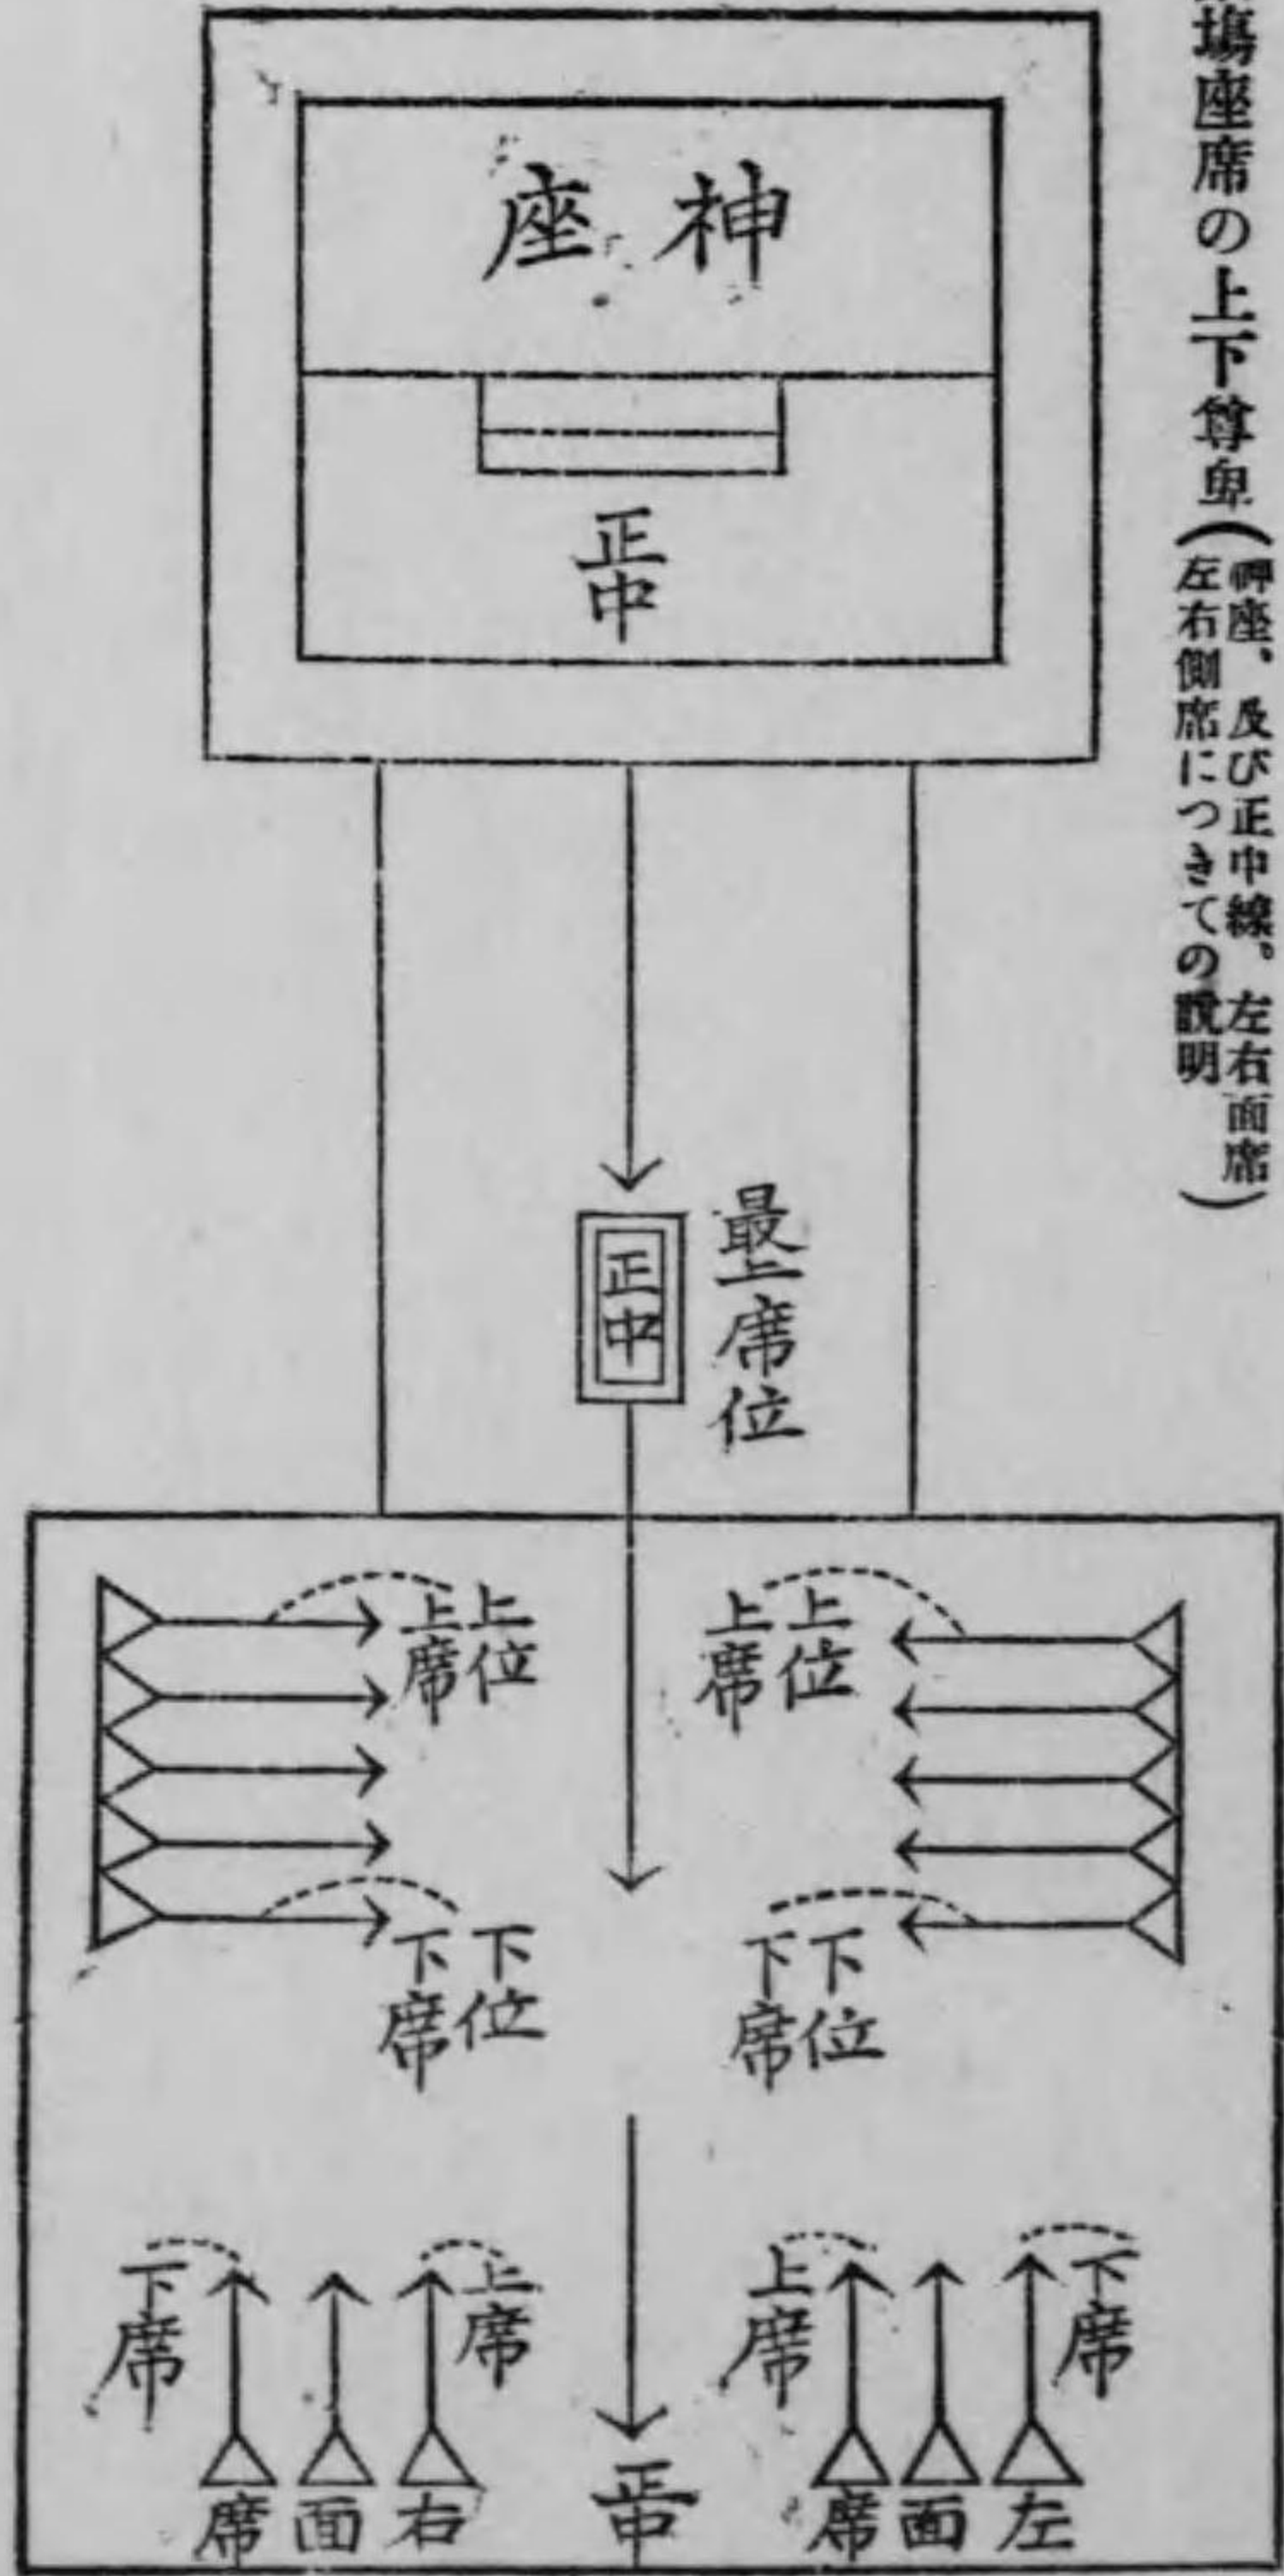 場座席の上下尊卑(神座、及び正中線。左右面席
左右側席につきての説明)
神座
正中
最上席位
正中
上位
上席
上位
上席
下位
下席
下位
下席
下席
上席
上席
下席
左面席
正中
右面席